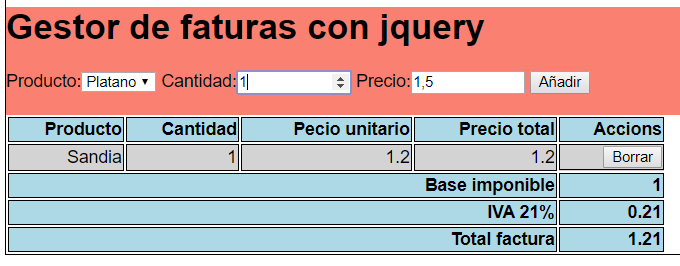 Gestor de faturas con jquery
Producto: Platano Cantidad: 1 Precio: 1,5 Añadir
Producto Cantidad Pecio unitario Precio total Accions
Sandia 1 1.2 1.2 Borrar
Base imponible 1
IVA 21% 0.21
Total factura 1.21